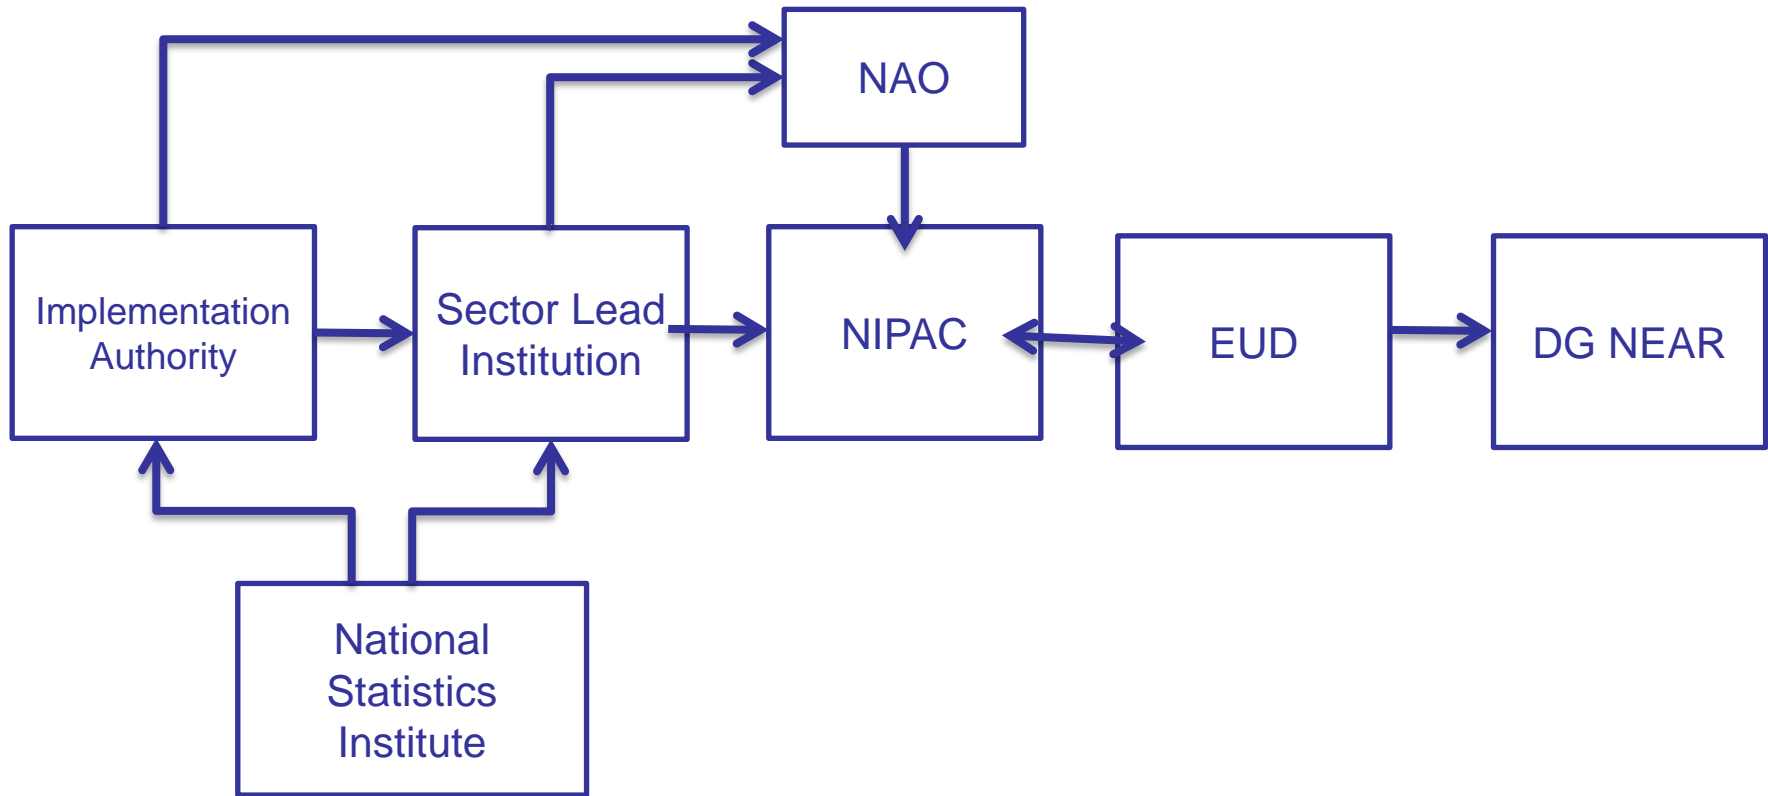 NAO
Implementation
Authority
Sector Lead
Institution
NIPAC
EUD
DG NEAR
National
Statistics
Institute